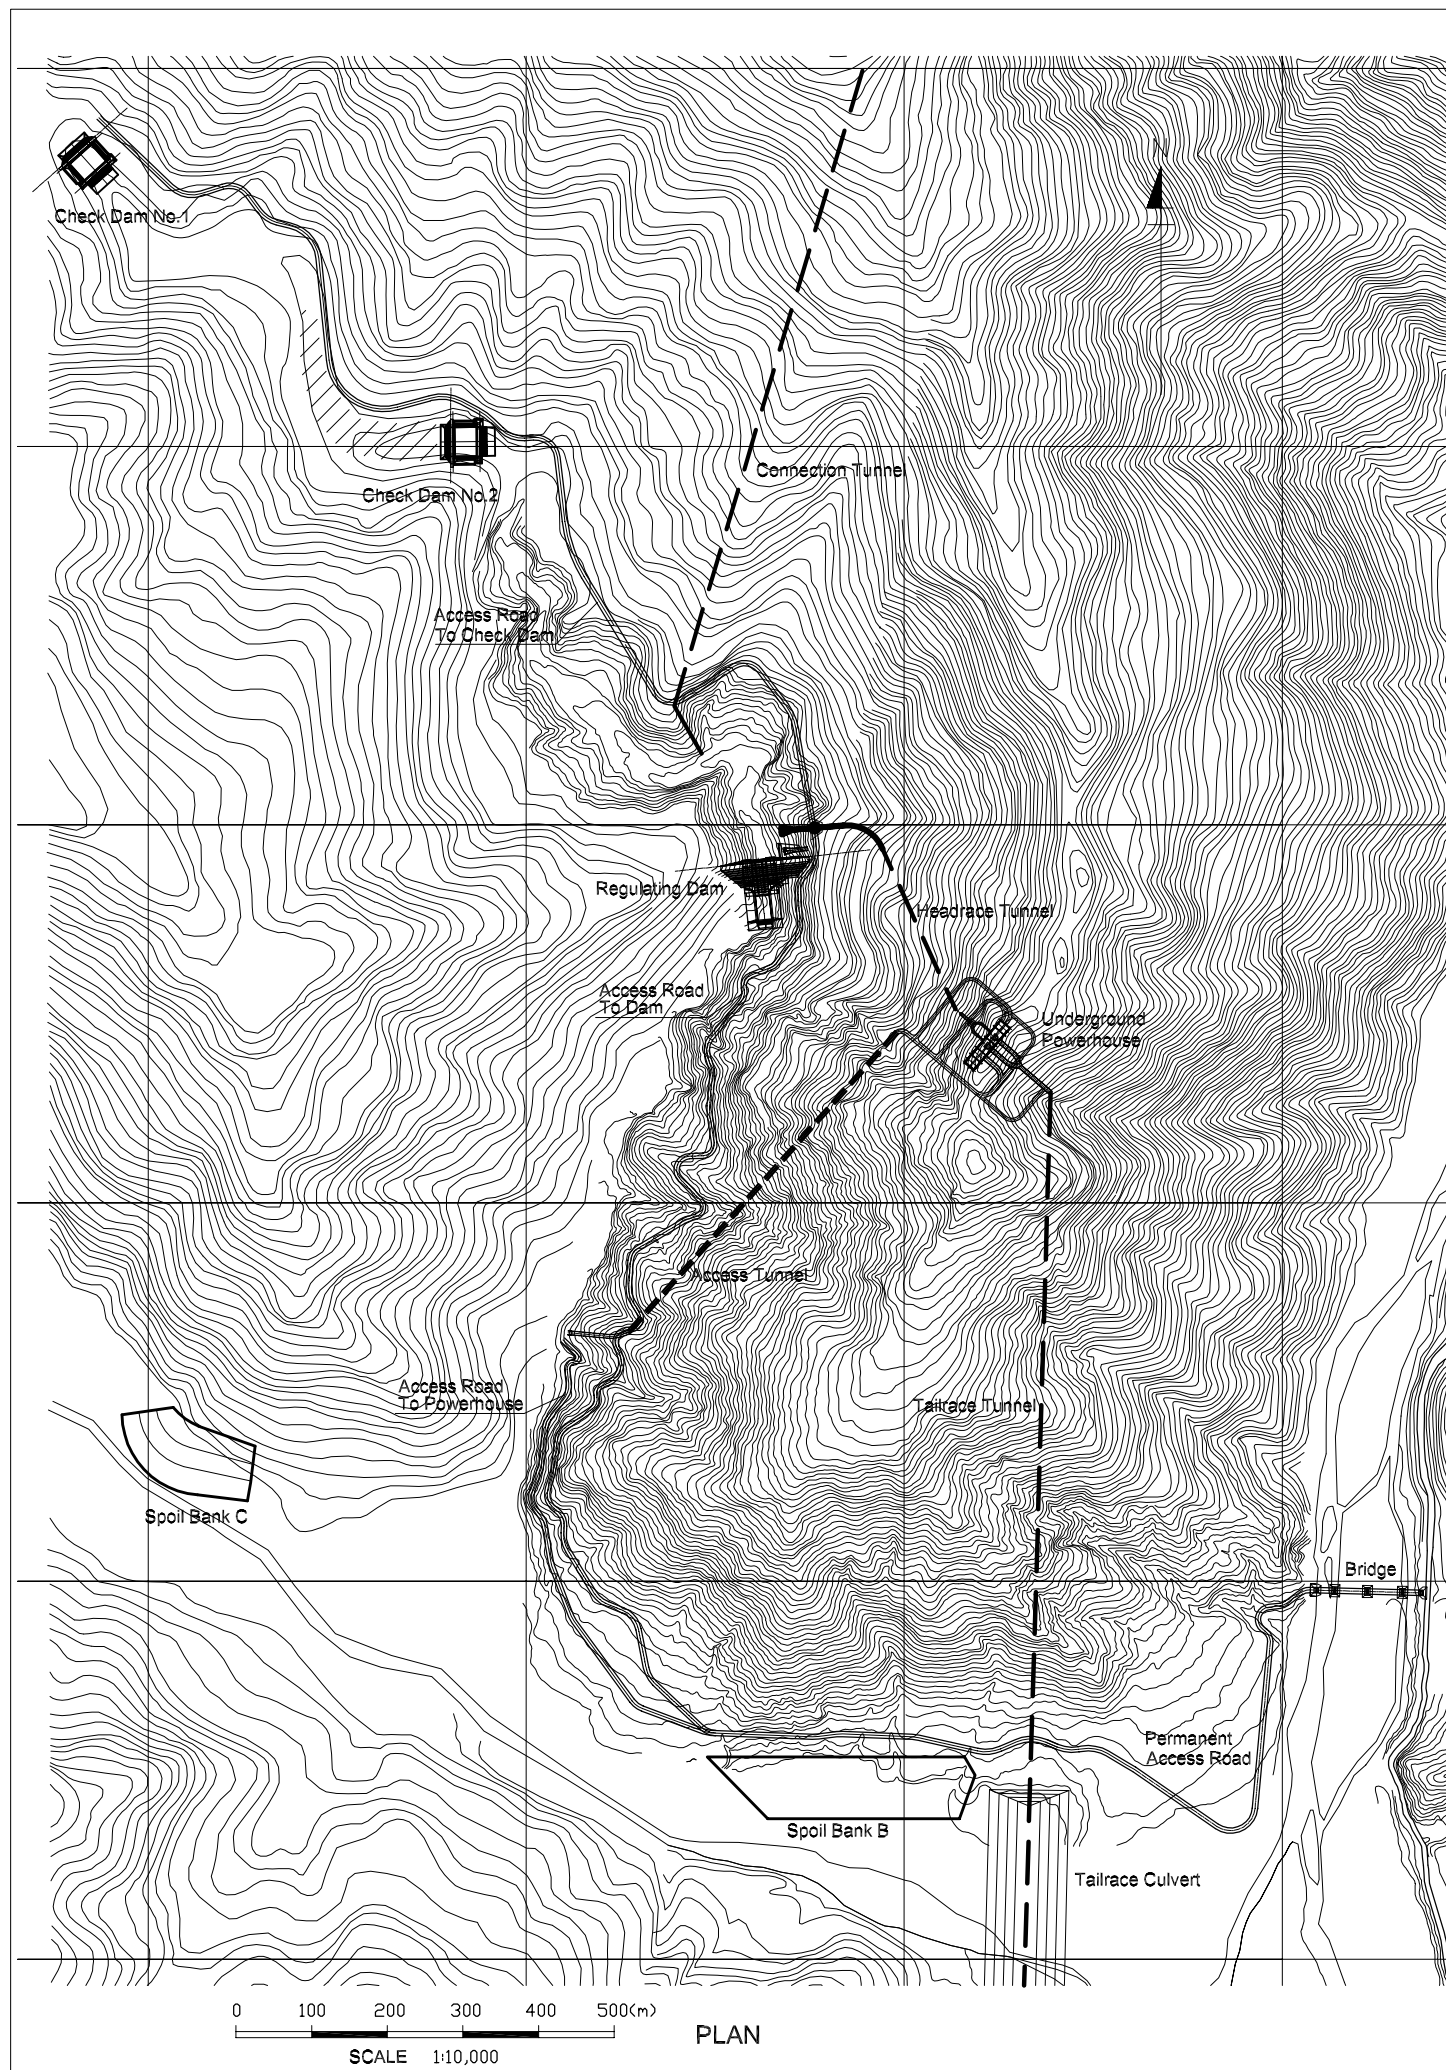 N
Check Dam No.1
Connection Tunnel
Check Dam No.2
Access Road
To Check Dam
Regulating Dam
Headrace Tunnel
Access Road
To Dam
Underground
Powerhouse
Access Tunnel
Access Road
To Powerhouse
Tailrace Tunnel
Spoil Bank C
Bridge
Permanent
Access Road
Spoil Bank B
Tailrace Culvert
0 100 200 300 400 500(m)
PLAN
SCALE 1:10,000